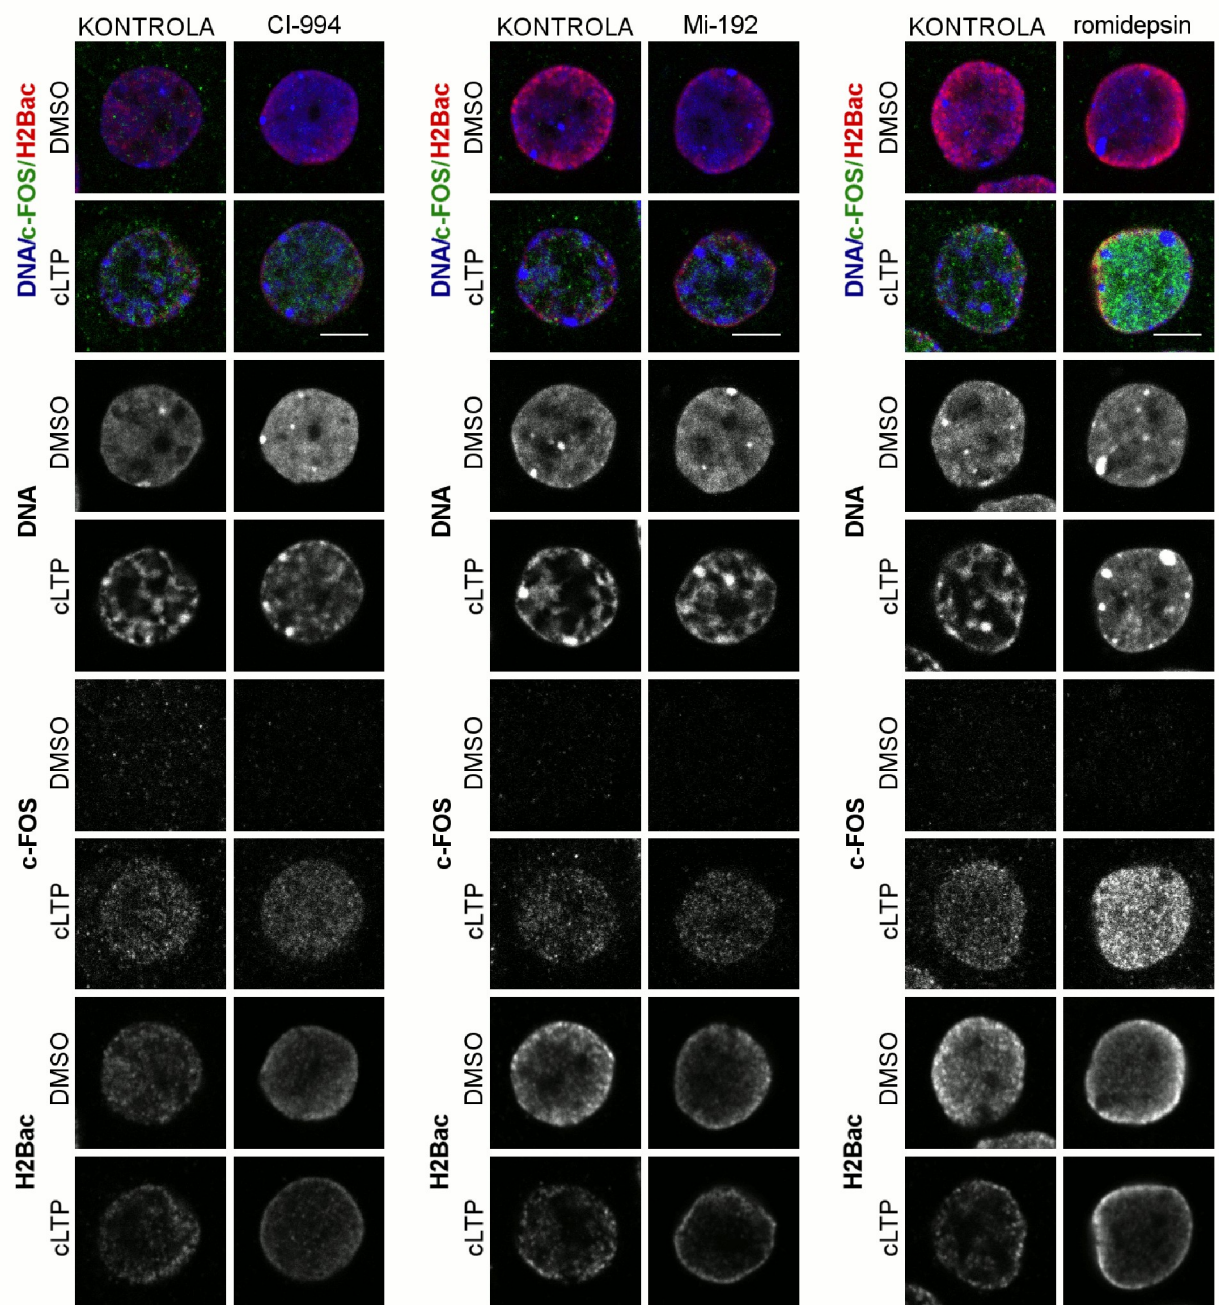 KONTROLA CI-994 KONTROLA Mi-192 KONTROLA romidepsin
DNA/c-FOS/H2Bac DNA/c-FOS/H2Bac DNA/c-FOS/H2Bac
DMSO DMSO DMSO
cLTP cLTP cLTP
DNA DNA DNA
DMSO DMSO DMSO
cLTP cLTP cLTP
c-FOS c-FOS c-FOS
DMSO DMSO DMSO
cLTP cLTP cLTP
H2Bac H2Bac H2Bac
DMSO DMSO DMSO
cLTP cLTP cLTP